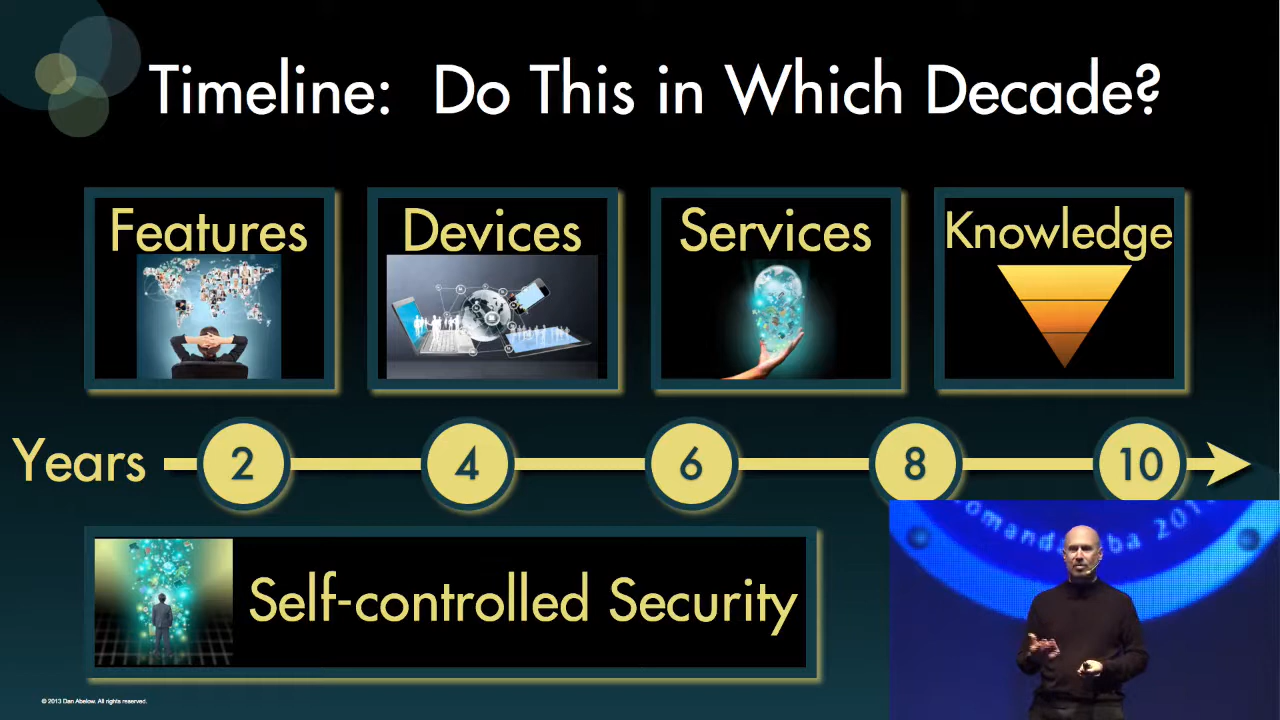 Timeline: Do This in Which Decade?
Features
Devices
Services
Knowledge
Years
2
4
6
8
10
Self-controlled Security
© 2013 Dan Abelow. All rights reserved.